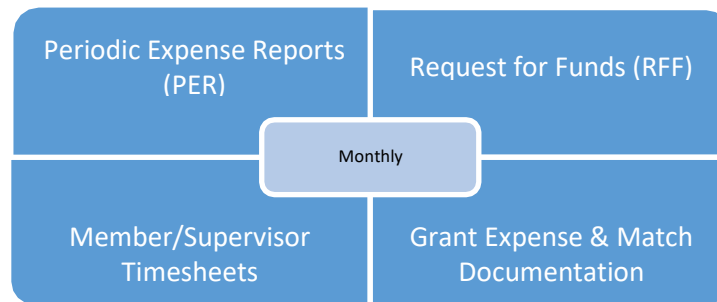 Periodic Expense Reports
(PER)
Request for Funds (RFF)
Monthly
Member/Supervisor
Timesheets
Grant Expense & Match
Documentation